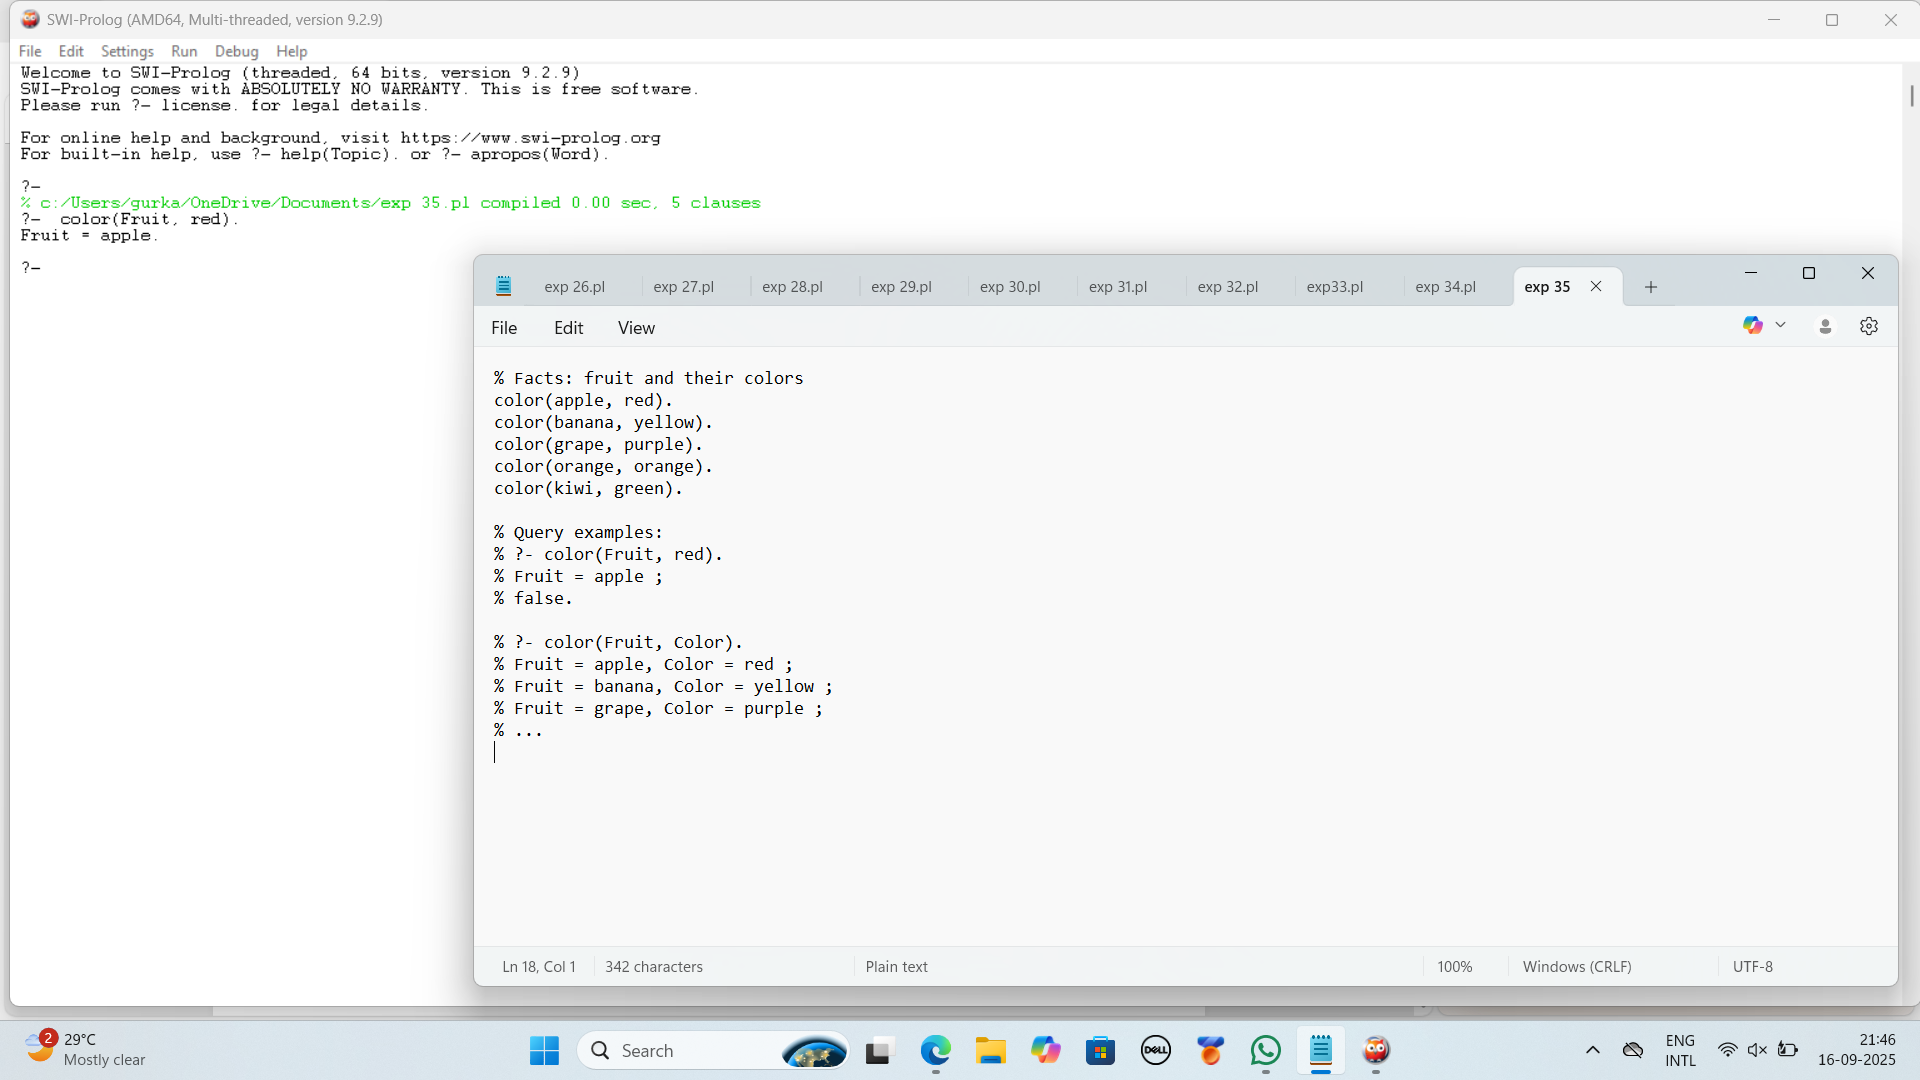 SWI-Prolog (AMD64, Multi-threaded, version 9.2.9)
File Edit Settings Run Debug Help
Welcome to SWI-Prolog (threaded, 64 bits, version 9.2.9)
SWI-Prolog comes with ABSOLUTELY NO WARRANTY. This is free software.
Please run ?- license. for legal details.
For online help and background, visit https://www.swi-prolog.org
For built-in help, use ?- help(Topic). or ?- apropos(Word).
?-
% c:/Users/gurka/OneDrive/Documents/exp 35.pl compiled 0.00 sec, 5 clauses
?-  color(Fruit, red).
Fruit = apple.
?-
exp 26.pl exp 27.pl exp 28.pl exp 29.pl exp 30.pl exp 31.pl exp 32.pl exp33.pl exp 34.pl exp 35
File Edit View
% Facts: fruit and their colors
color(apple, red).
color(banana, yellow).
color(grape, purple).
color(orange, orange).
color(kiwi, green).
% Query examples:
% ?- color(Fruit, red).
% Fruit = apple ;
% false.
% ?- color(Fruit, Color).
% Fruit = apple, Color = red ;
% Fruit = banana, Color = yellow ;
% Fruit = grape, Color = purple ;
% ...
Ln 18, Col 1 342 characters Plain text 100% Windows (CRLF) UTF-8
2
29°C
Mostly clear
Search
DELL
ENG
INTL
21:46
16-09-2025